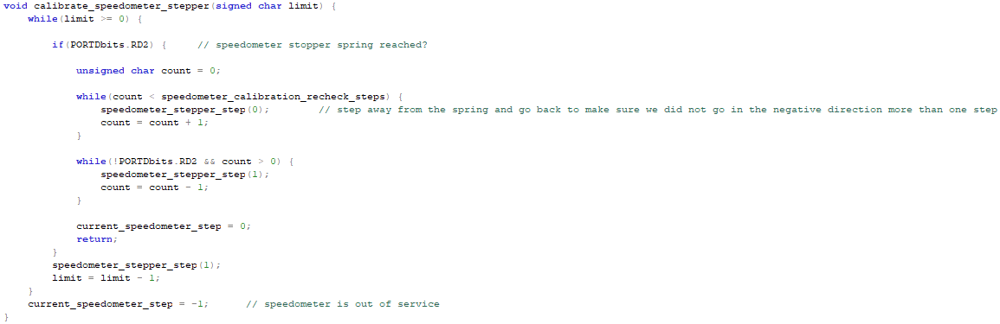 void calibrate_speedometer_stepper(signed char limit) {
    while(limit >= 0) {

        if(PORTDbits.RD2) {     // speedometer stopper spring reached?

            unsigned char count = 0;

            while(count < speedometer_calibration_recheck_steps) {
                speedometer_stepper_step(0);        // step away from the spring and go back to make sure we did not go in the negative direction more than one step
                count = count + 1;
            }

            while(!PORTDbits.RD2 && count > 0) {
                speedometer_stepper_step(1);
                count = count - 1;
            }

            current_speedometer_step = 0;
            return;
        }
        speedometer_stepper_step(1);
        limit = limit - 1;
    }
    current_speedometer_step = -1;      // speedometer is out of service
}